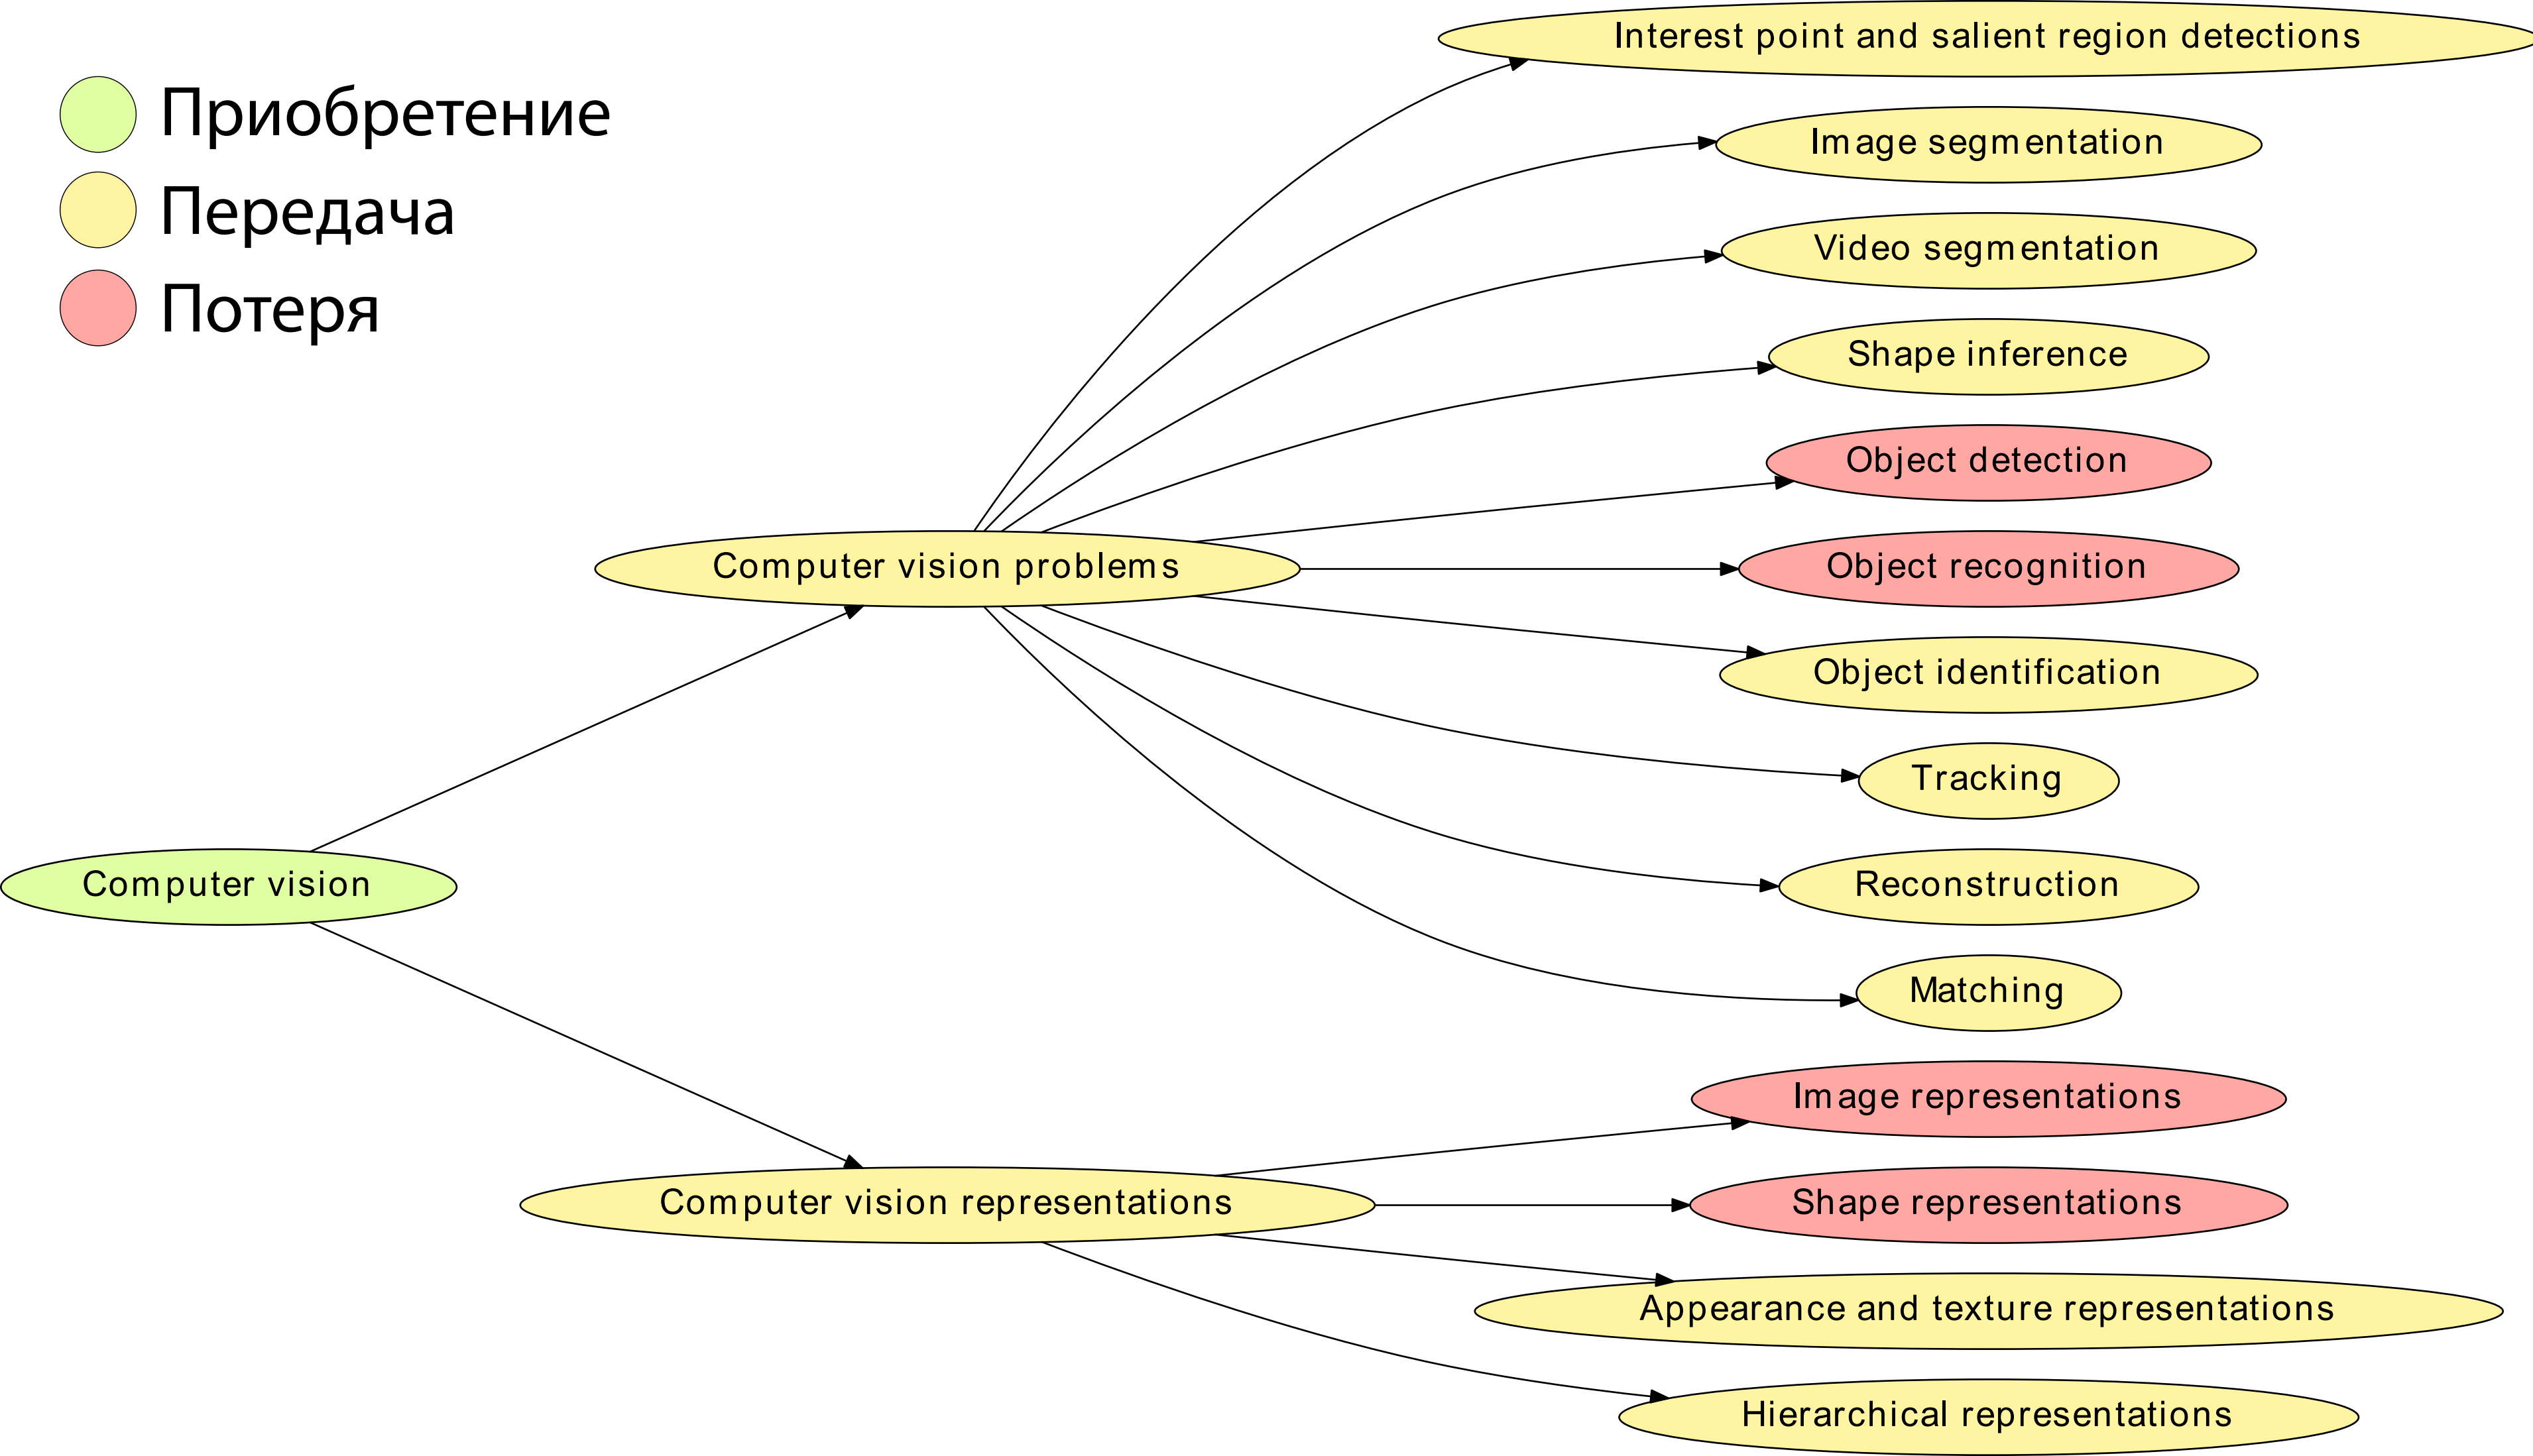 Приобретение
Передача
Потеря
Computer vision
Computer vision problems
Interest point and salient region detections
Image segmentation
Video segmentation
Shape inference
Object detection
Object recognition
Object identification
Tracking
Reconstruction
Matching
Computer vision representations
Image representations
Shape representations
Appearance and texture representations
Hierarchical representations